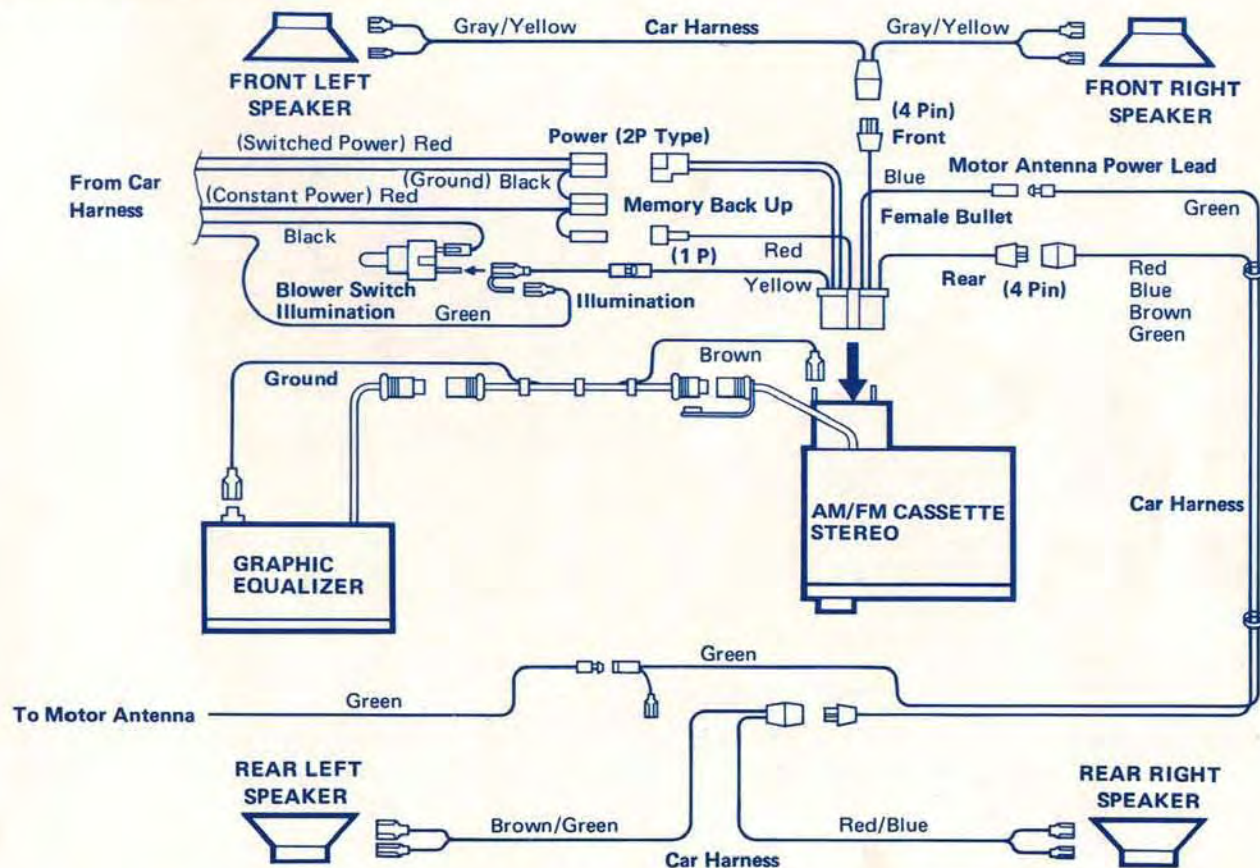 Gray/Yellow
Car Harness
Gray/Yellow
FRONT LEFT
SPEAKER
FRONT RIGHT
SPEAKER
(4 Pin)
Front
(Switched Power) Red
Power (2P Type)
Motor Antenna Power Lead
From Car
Harness
(Ground) Black
Blue
Green
(Constant Power) Red
Memory Back Up
Female Bullet
Black
(1 P)
Red
Rear
(4 Pin)
Red
Blue
Brown
Green
Blower Switch
Illumination
Green
Illumination
Yellow
Ground
Brown
Car Harness
AM/FM CASSETTE
STEREO
GRAPHIC
EQUALIZER
Green
To Motor Antenna
Green
REAR LEFT
SPEAKER
REAR RIGHT
SPEAKER
Brown/Green
Red/Blue
Car Harness